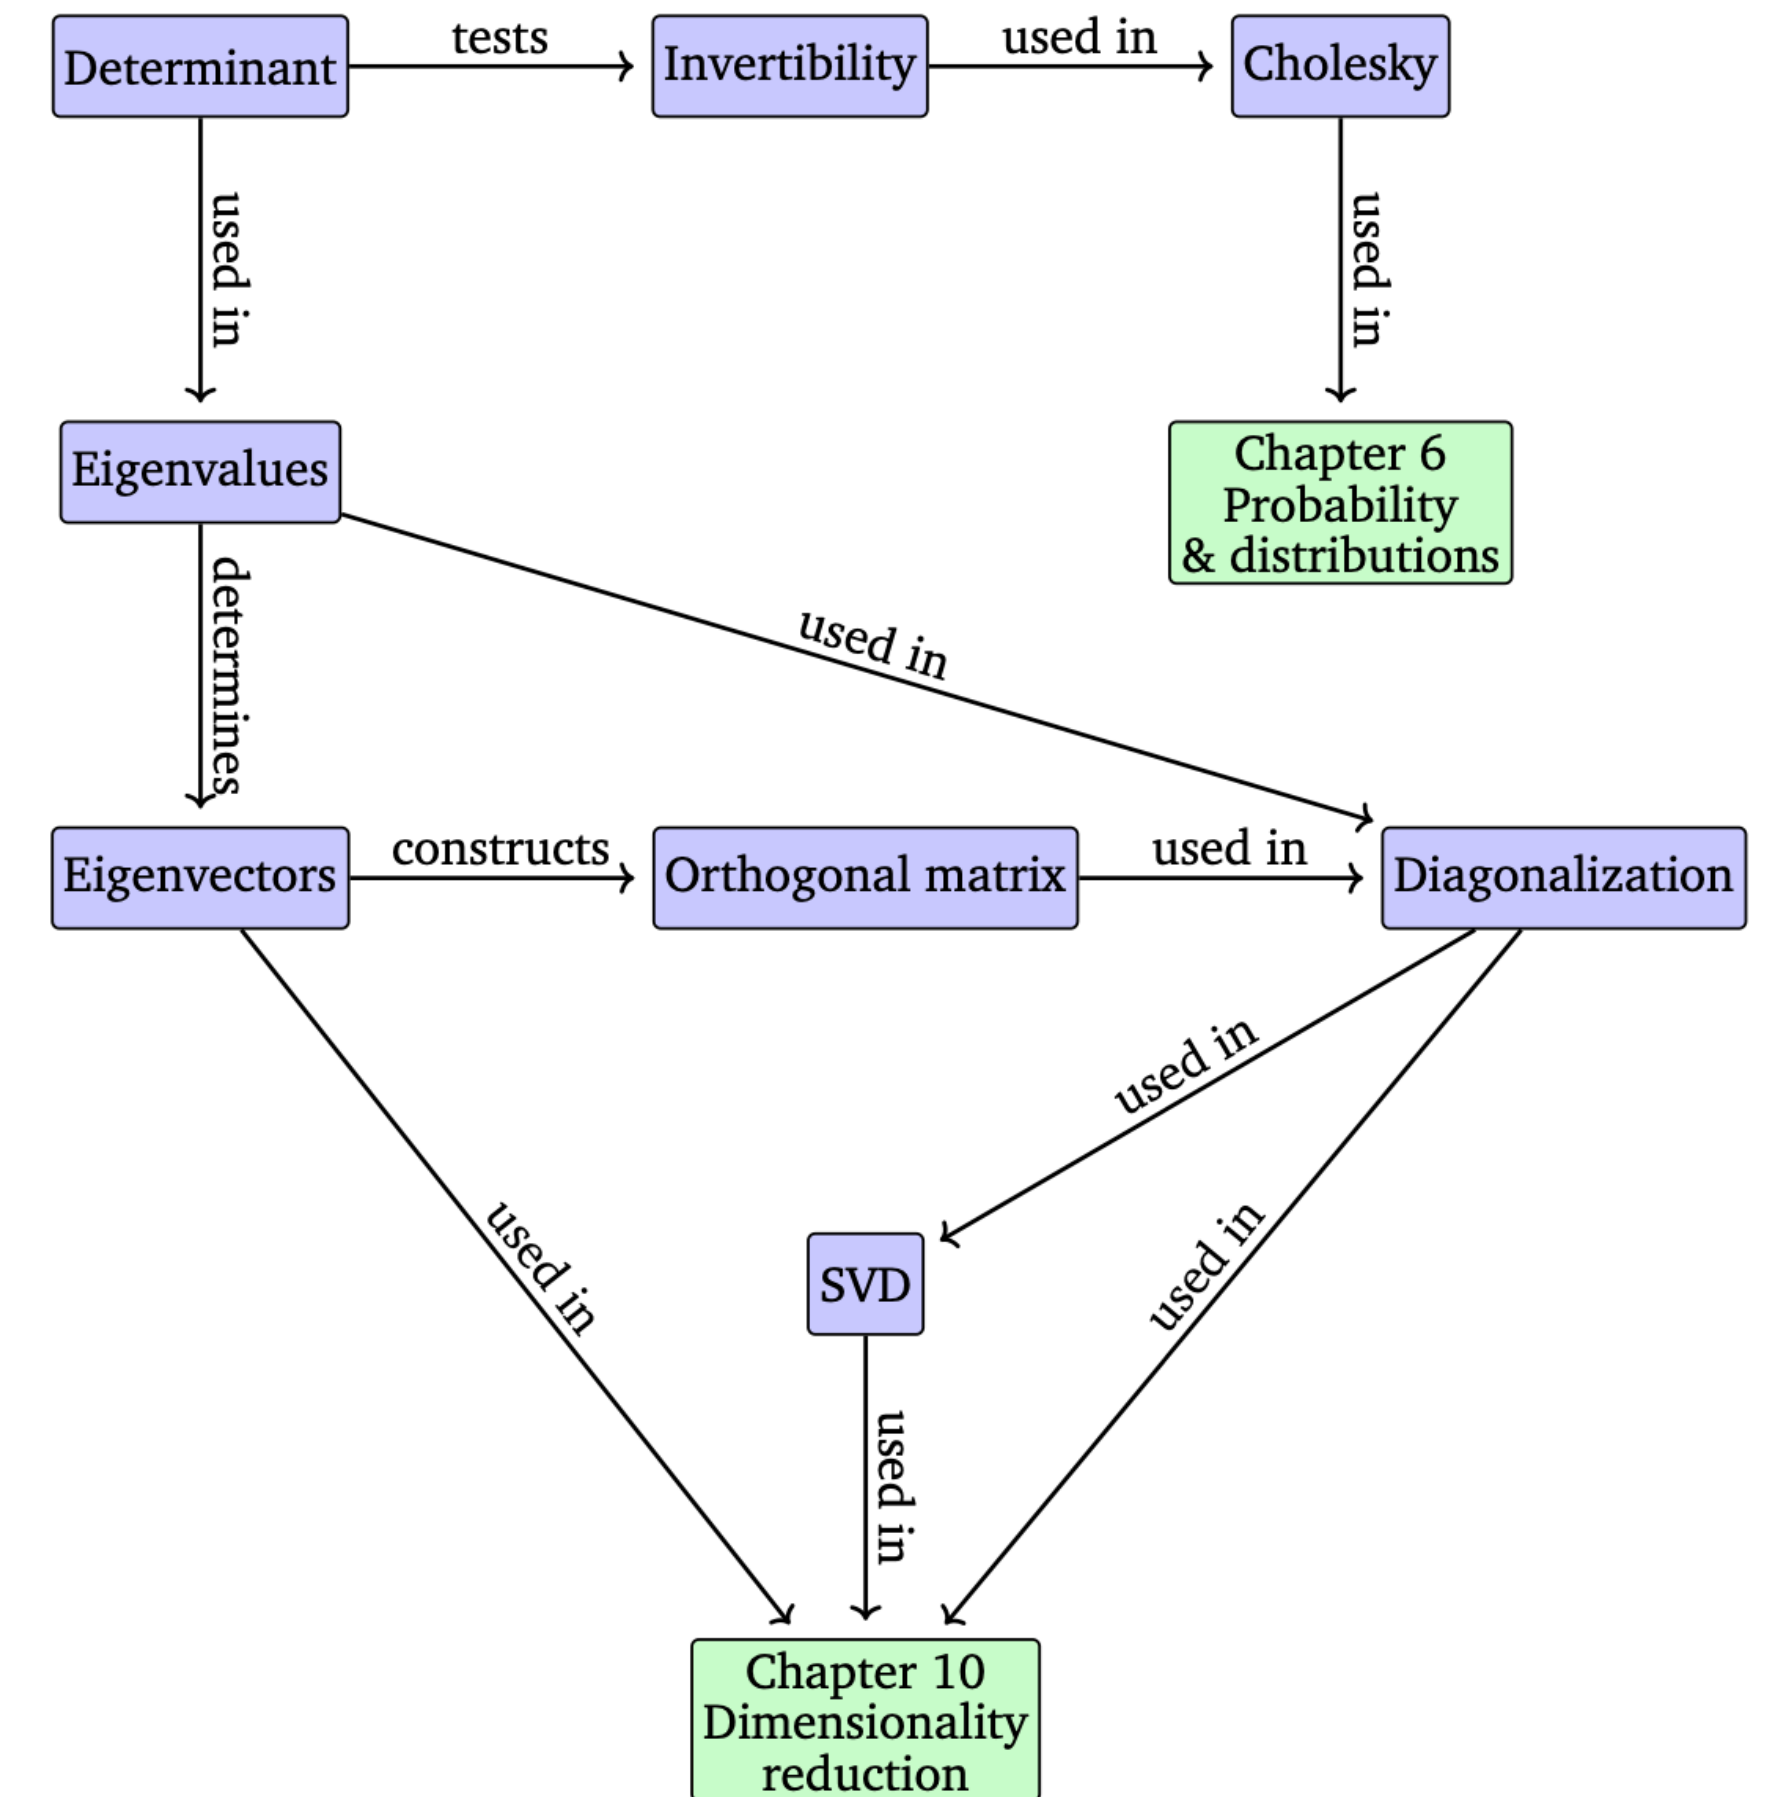 Determinant
tests
Invertibility
used in
Cholesky
used in
used in
Eigenvalues
Chapter 6
Probability
& distributions
determines
used in
Eigenvectors
constructs
Orthogonal matrix
used in
Diagonalization
used in
used in
used in
SVD
used in
Chapter 10
Dimensionality
reduction